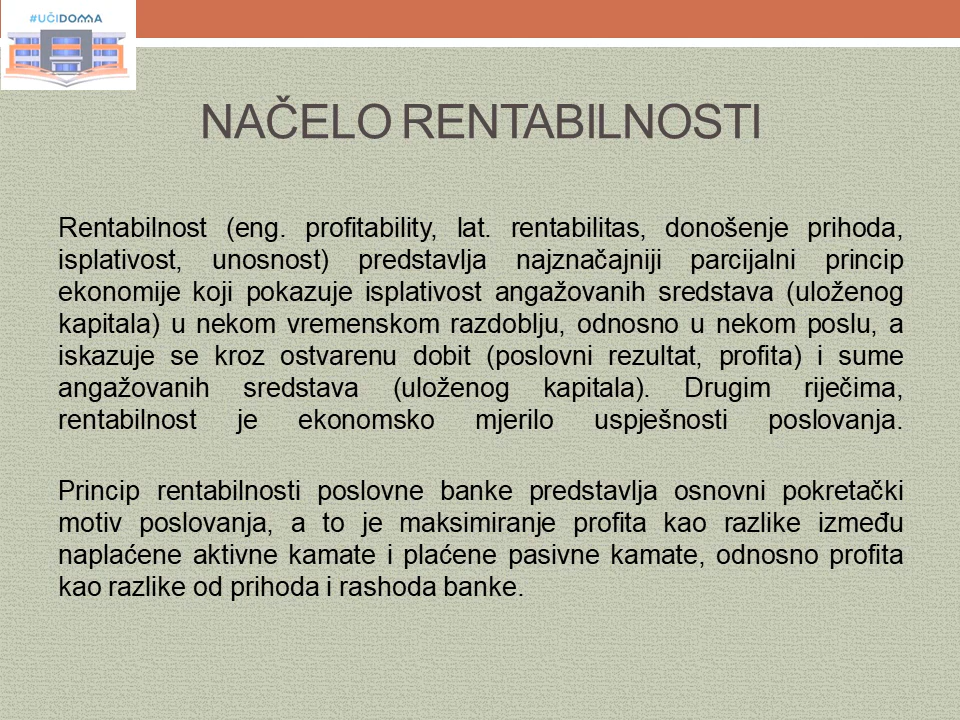 #UČIDOMA
NAČELO RENTABILNOSTI
Rentabilnost (eng. profitability, lat. rentabilitas, donošenje prihoda,
isplativost, unosnost) predstavlja najznačajniji parcijalni princip
ekonomije koji pokazuje isplativost angažovanih sredstava (uloženog
kapitala) u nekom vremenskom razdoblju, odnosno u nekom poslu, a
iskazuje se kroz ostvarenu dobit (poslovni rezultat, profita) i sume
angažovanih sredstava (uloženog kapitala). Drugim riječima,
rentabilnost je ekonomsko mjerilo uspješnosti poslovanja.
Princip rentabilnosti poslovne banke predstavlja osnovni pokretački
motiv poslovanja, a to je maksimiranje profita kao razlike između
naplaćene aktivne kamate i plaćene pasivne kamate, odnosno profita
kao razlike od prihoda i rashoda banke.